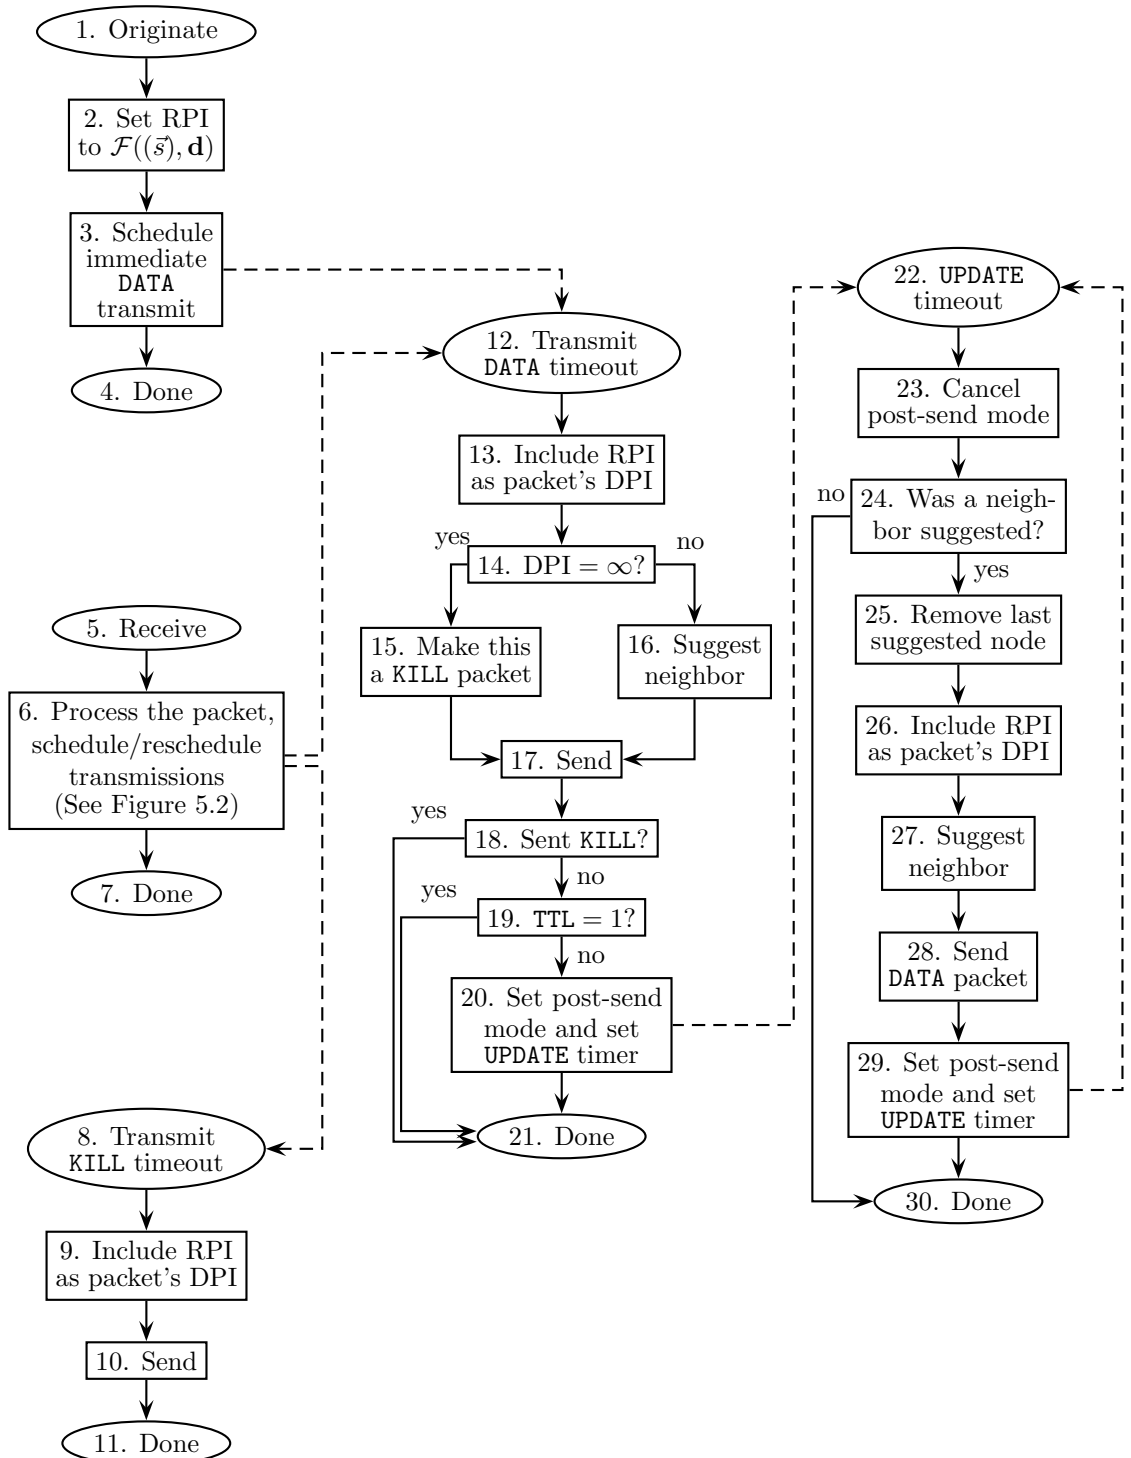 1. Originate
2. Set RPI
to ℱ((s⃗), d)
3. Schedule
immediate
DATA
transmit
4. Done
5. Receive
6. Process the packet,
schedule/reschedule
transmissions
(See Figure 5.2)
7. Done
8. Transmit
KILL timeout
9. Include RPI
as packet's DPI
10. Send
11. Done
12. Transmit
DATA timeout
13. Include RPI
as packet's DPI
yes
no
14. DPI = ∞?
15. Make this
a KILL packet
16. Suggest
neighbor
17. Send
yes
18. Sent KILL?
no
yes
19. TTL = 1?
no
20. Set post-send
mode and set
UPDATE timer
21. Done
22. UPDATE
timeout
23. Cancel
post-send mode
no
24. Was a neigh-
bor suggested?
yes
25. Remove last
suggested node
26. Include RPI
as packet's DPI
27. Suggest
neighbor
28. Send
DATA packet
29. Set post-send
mode and set
UPDATE timer
30. Done